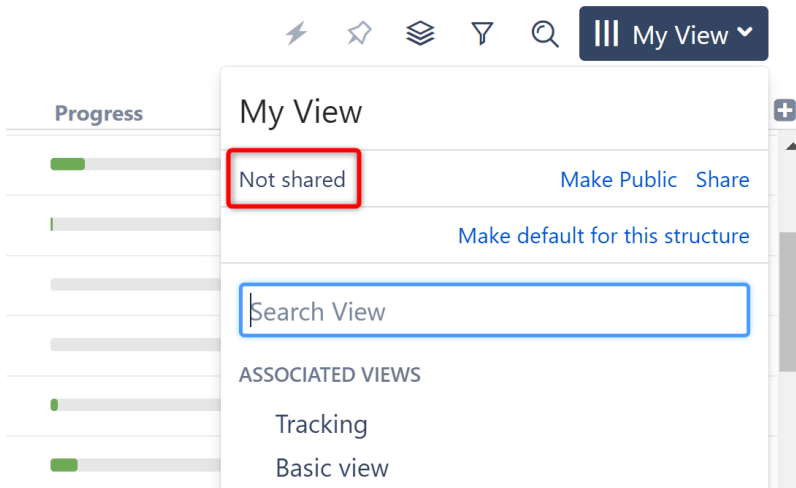 My View
Progress
My View
Not shared
Make Public Share
Make default for this structure
Search View
ASSOCIATED VIEWS
Tracking
Basic view